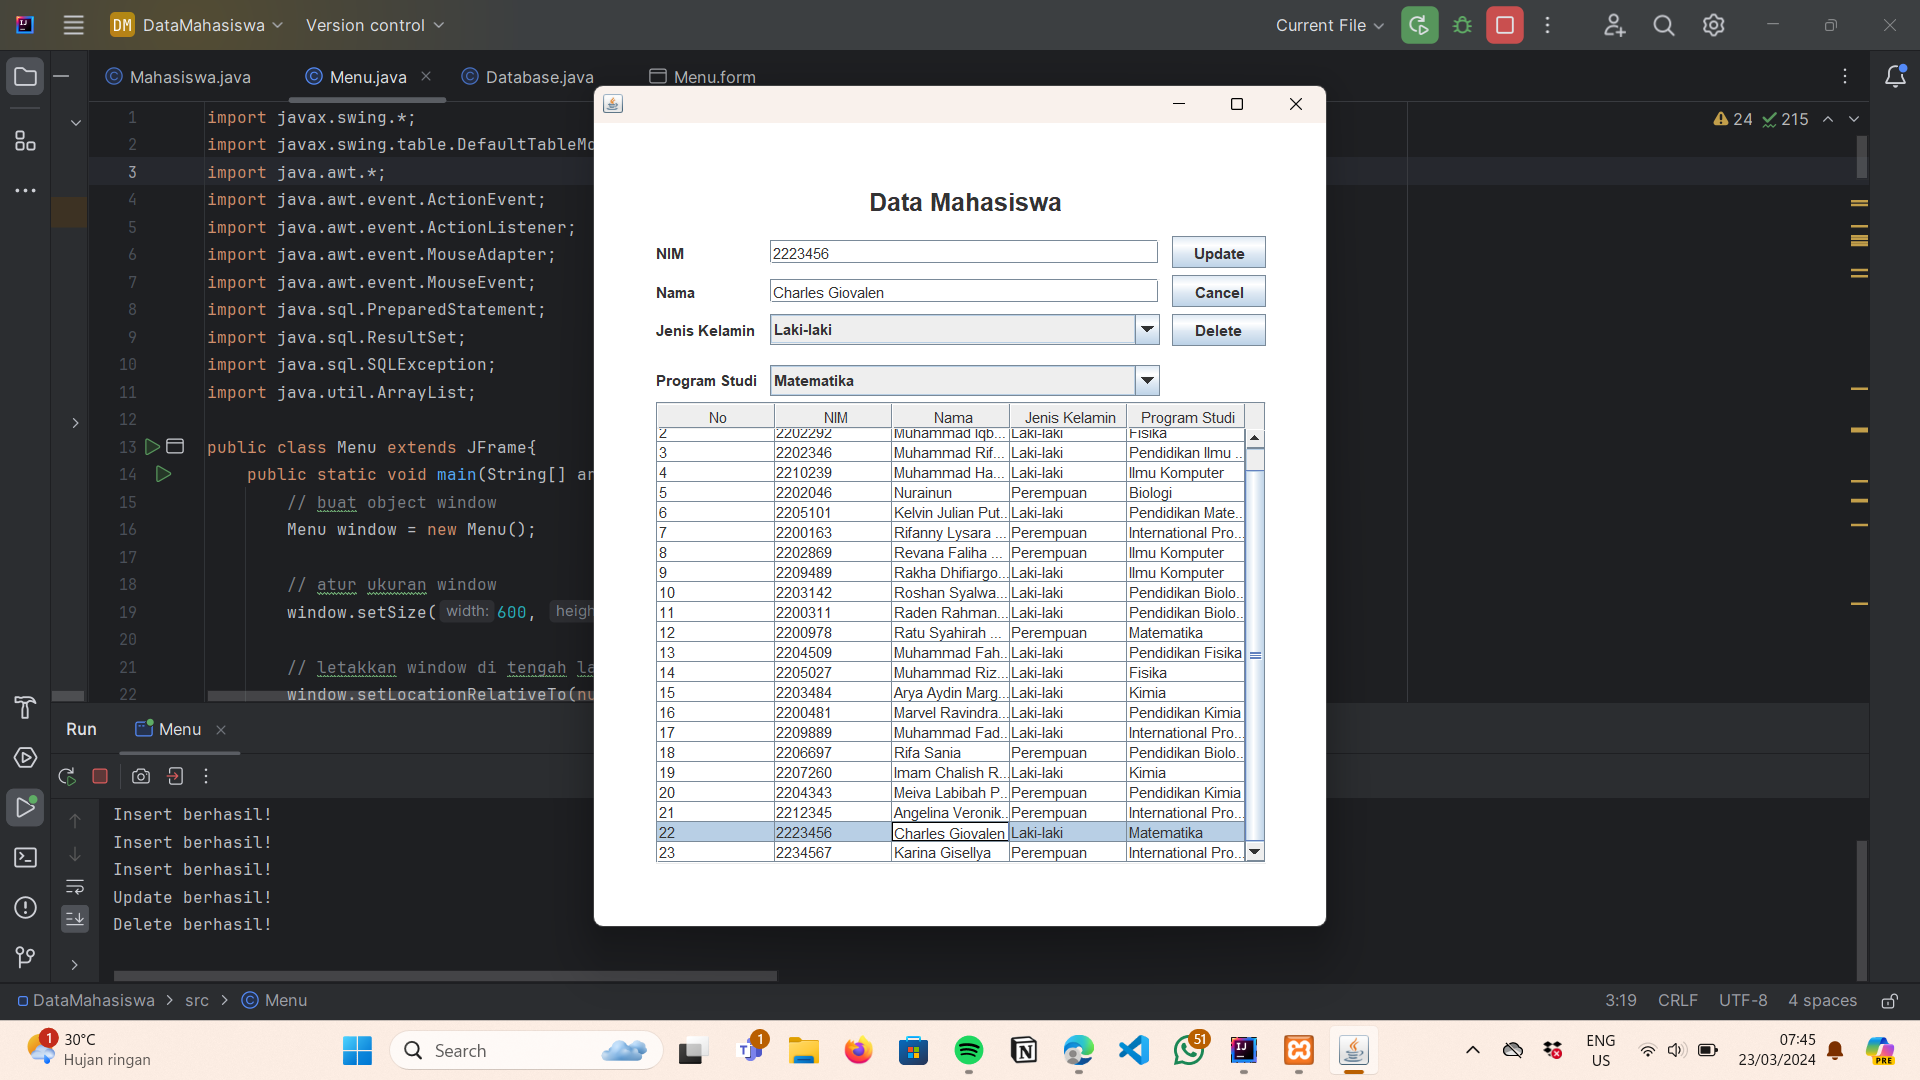 DM DataMahasiswa Version control Current File
Mahasiswa.java Menu.java Database.java Menu.form
24 215
1 import javax.swing.*;
2 import javax.swing.table.DefaultTableMo
3 import java.awt.*;
4 import java.awt.event.ActionEvent;
5 import java.awt.event.ActionListener;
6 import java.awt.event.MouseAdapter;
7 import java.awt.event.MouseEvent;
8 import java.sql.PreparedStatement;
9 import java.sql.ResultSet;
10 import java.sql.SQLException;
11 import java.util.ArrayList;
12
13 public class Menu extends JFrame{
14 public static void main(String[] ar
15 // buat object window
16 Menu window = new Menu();
17
18 // atur ukuran window
19 window.setSize( width: 600, heigh
20
21 // letakkan window di tengah la
22 window.setLocationRelativeTo(nu
Data Mahasiswa
NIM 2223456 Update
Nama Charles Giovalen Cancel
Jenis Kelamin Laki-laki Delete
Program Studi Matematika
No NIM Nama Jenis Kelamin Program Studi
2 2202292 Muhammad Iqb... Laki-laki Fisika
3 2202346 Muhammad Rif... Laki-laki Pendidikan Ilmu ...
4 2210239 Muhammad Ha... Laki-laki Ilmu Komputer
5 2202046 Nurainun Perempuan Biologi
6 2205101 Kelvin Julian Put... Laki-laki Pendidikan Mate...
7 2200163 Rifanny Lysara ... Perempuan International Pro...
8 2202869 Revana Faliha ... Perempuan Ilmu Komputer
9 2209489 Rakha Dhifiargo... Laki-laki Ilmu Komputer
10 2203142 Roshan Syalwa... Laki-laki Pendidikan Biolo...
11 2200311 Raden Rahman... Laki-laki Pendidikan Biolo...
12 2200978 Ratu Syahirah ... Perempuan Matematika
13 2204509 Muhammad Fah... Laki-laki Pendidikan Fisika
14 2205027 Muhammad Riz... Laki-laki Fisika
15 2203484 Arya Aydin Marg... Laki-laki Kimia
16 2200481 Marvel Ravindra... Laki-laki Pendidikan Kimia
17 2209889 Muhammad Fad... Laki-laki International Pro...
18 2206697 Rifa Sania Perempuan Pendidikan Biolo...
19 2207260 Imam Chalish R... Laki-laki Kimia
20 2204343 Meiva Labibah P... Perempuan Pendidikan Kimia
21 2212345 Angelina Veronik... Perempuan International Pro...
22 2223456 Charles Giovalen Laki-laki Matematika
23 2234567 Karina Gisellya Perempuan International Pro...
Run Menu
Insert berhasil!
Insert berhasil!
Insert berhasil!
Update berhasil!
Delete berhasil!
DataMahasiswa src Menu 3:19 CRLF UTF-8 4 spaces
1 30°C
Hujan ringan
Search
1
51
ENG
US
07:45
23/03/2024
PRE